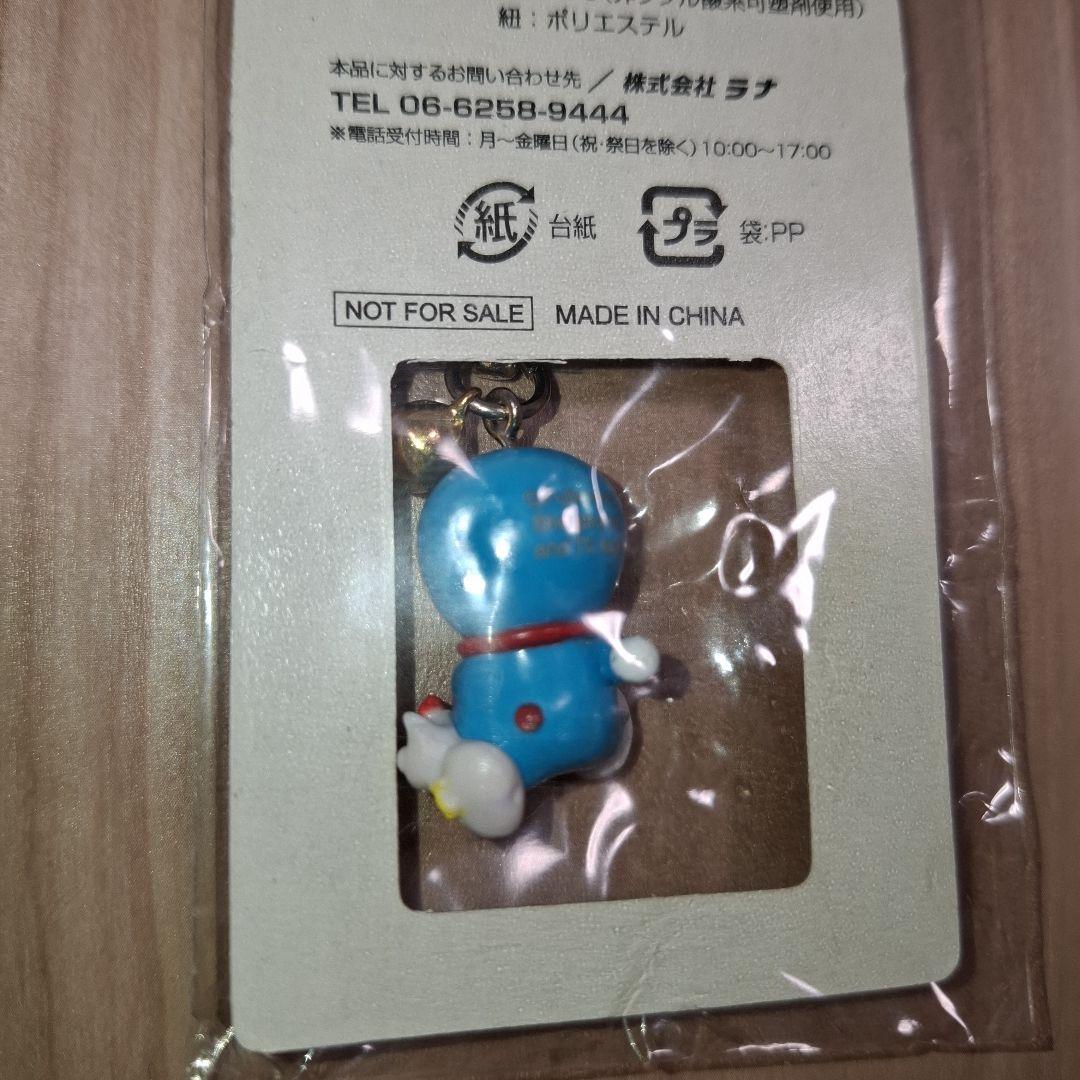 紐：ポリエステル
本品に対するお問い合わせ先／株式会社 ラナ
TEL 06-6258-9444
※電話受付時間：月～金曜日（祝・祭日を除く）10:00～17:00
紙 台紙 プラ 袋:PP
NOT FOR SALE MADE IN CHINA